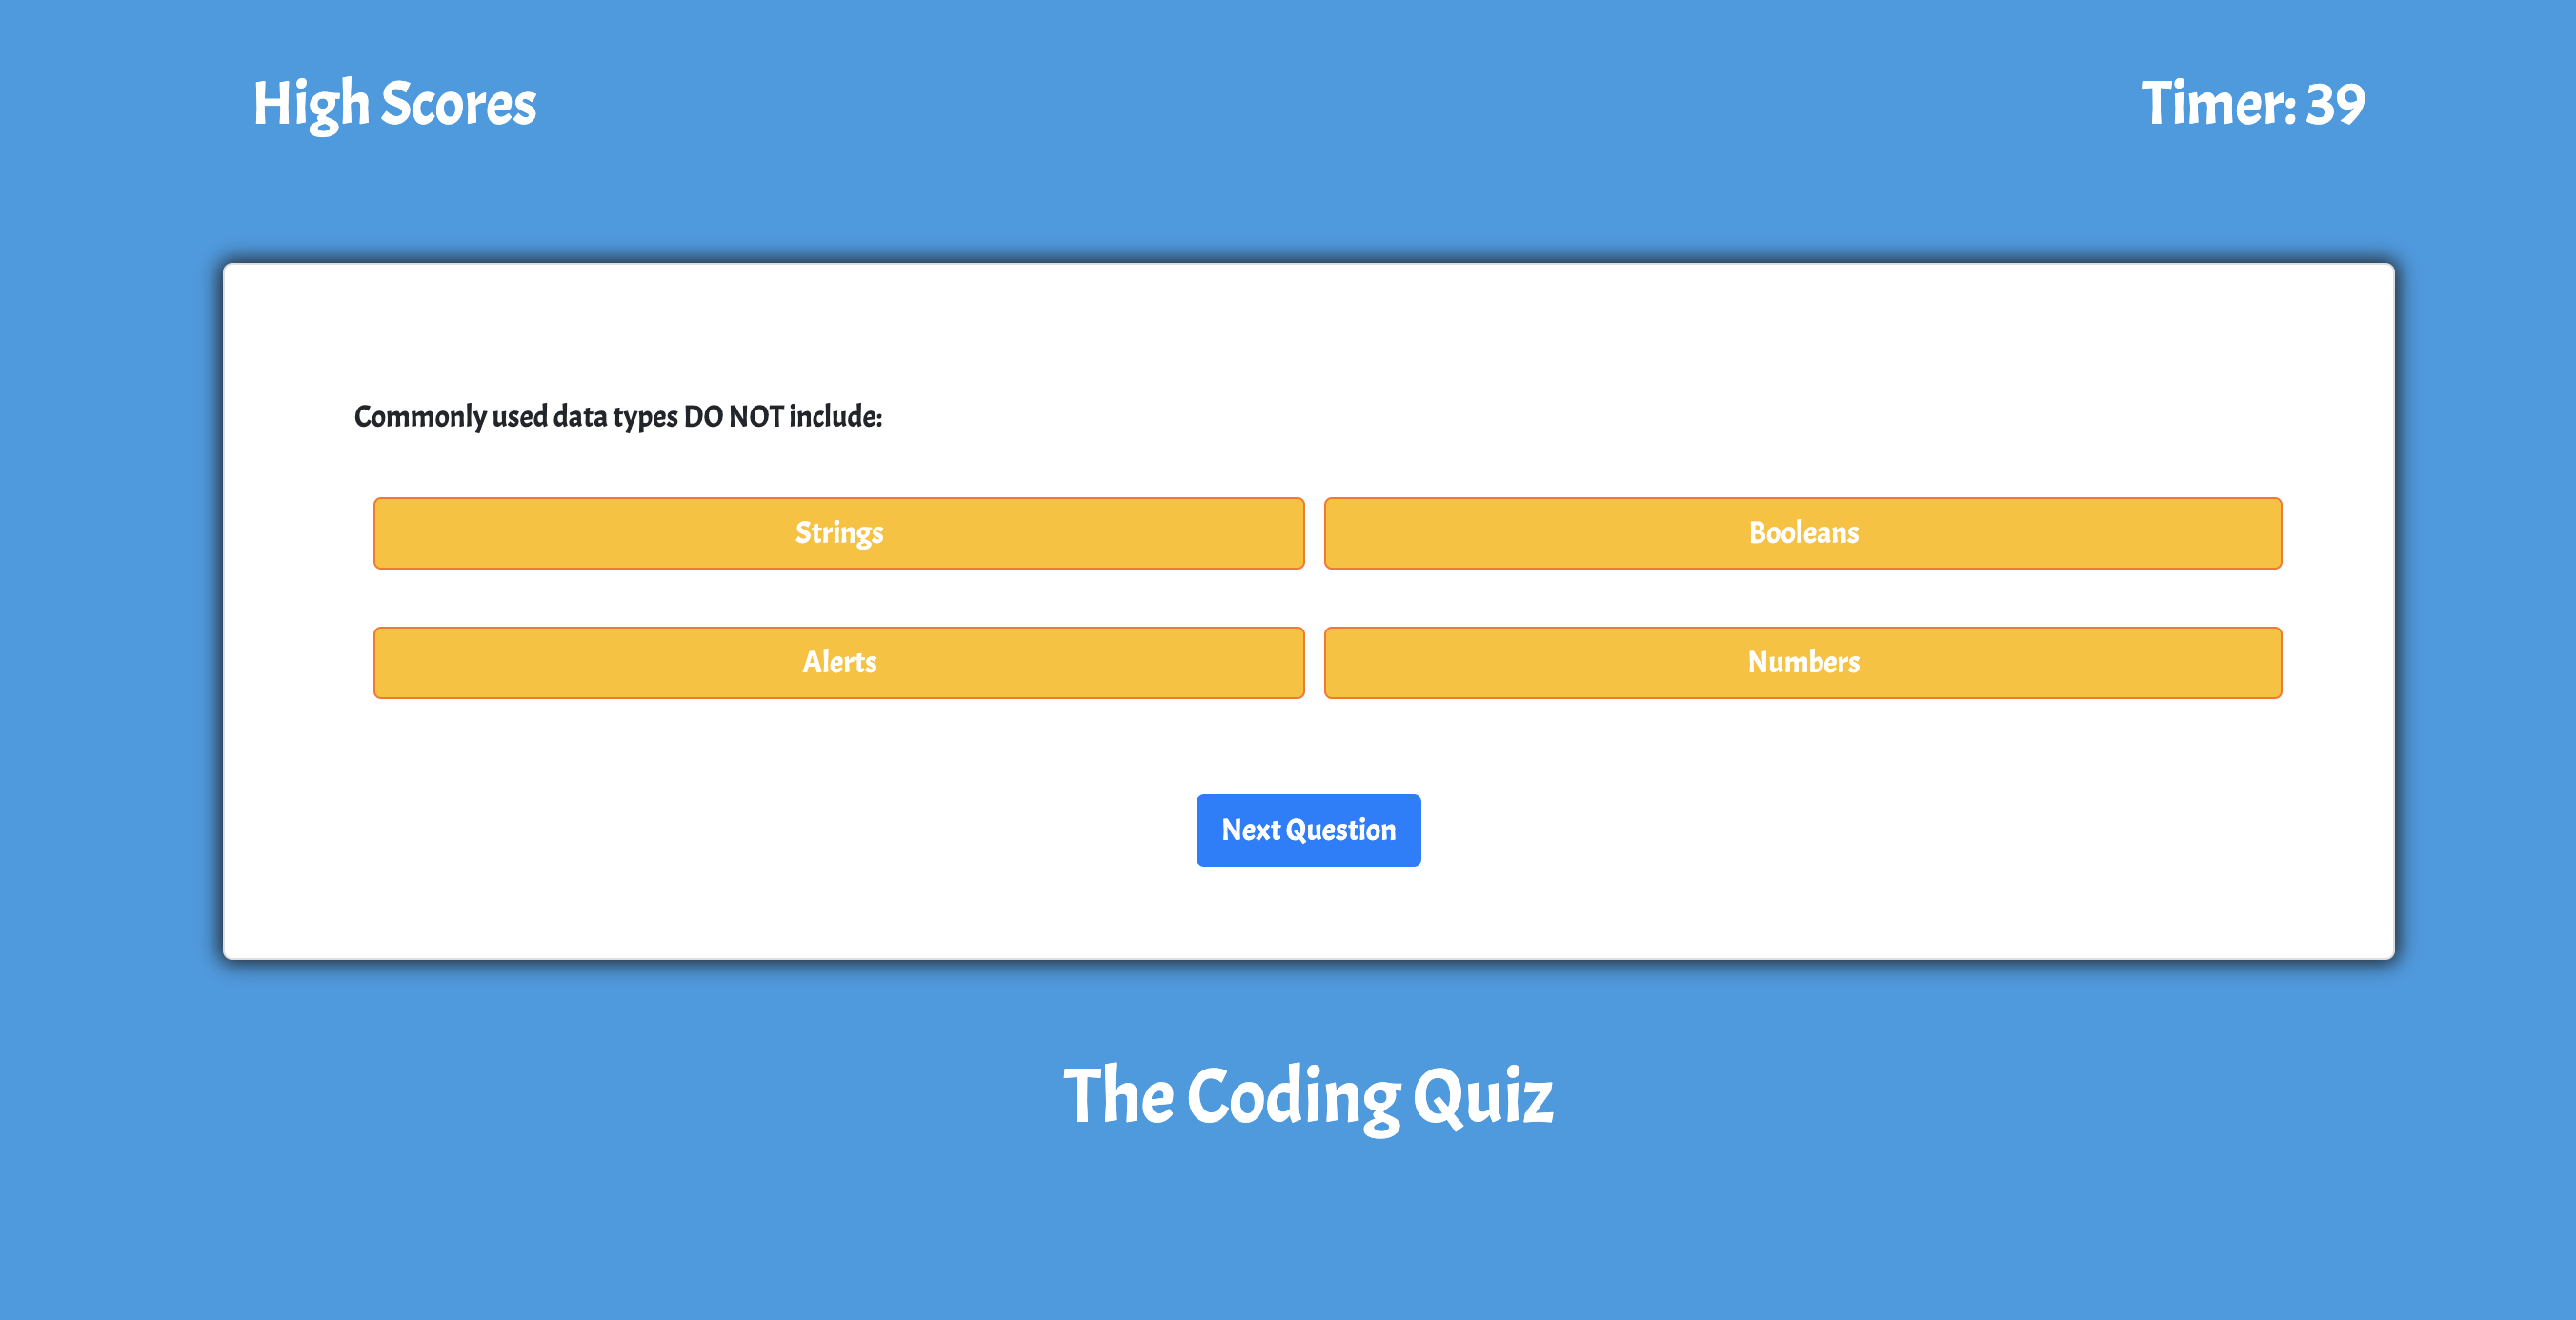 High Scores
Timer: 39
Commonly used data types DO NOT include:
Strings
Booleans
Alerts
Numbers
Next Question
The Coding Quiz